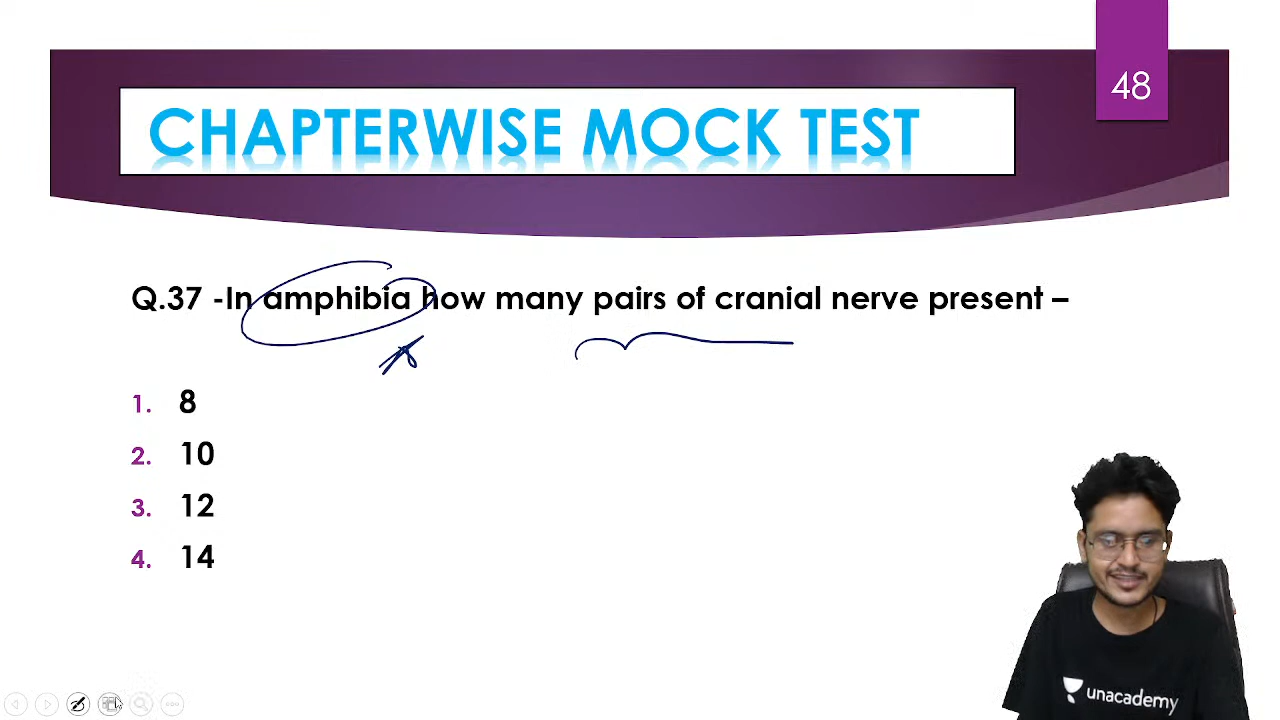 48
CHAPTERWISE MOCK TEST
Q.37 -In amphibia how many pairs of cranial nerve present –
1. 8
2. 10
3. 12
4. 14
unacademy